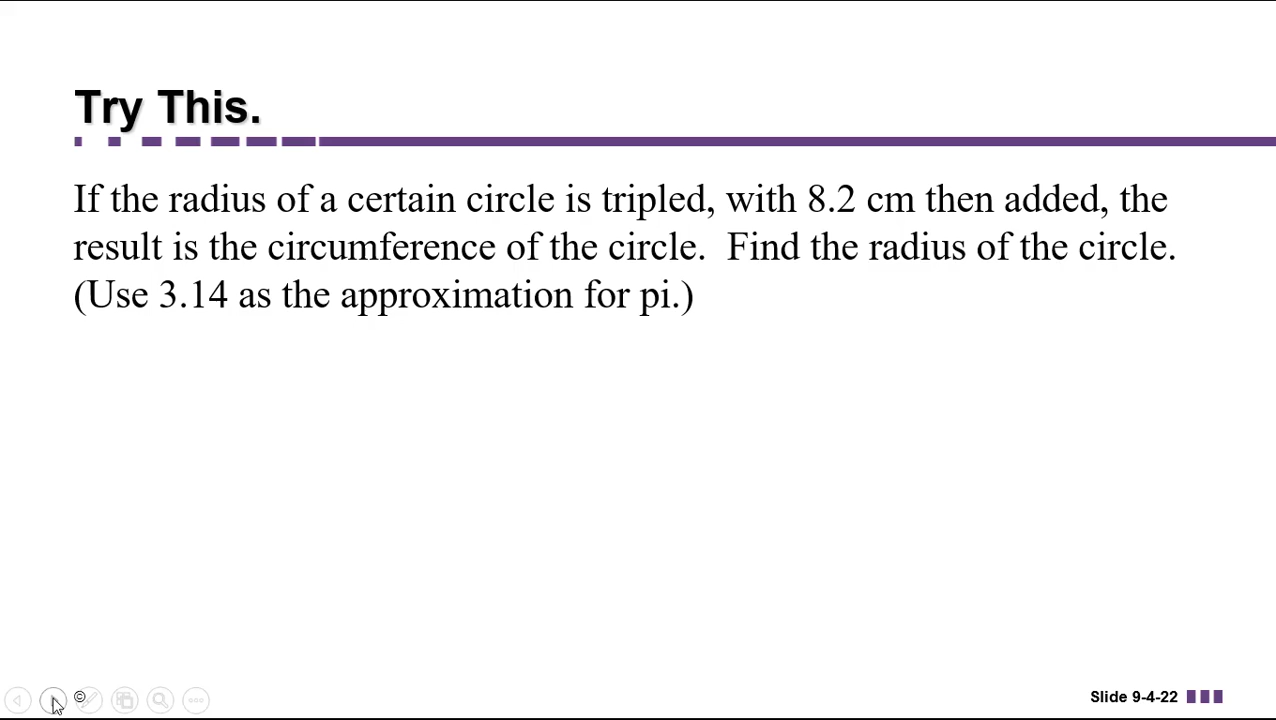 Try This.
If the radius of a certain circle is tripled, with 8.2 cm then added, the
result is the circumference of the circle.  Find the radius of the circle.
(Use 3.14 as the approximation for pi.)
©
Slide 9-4-22